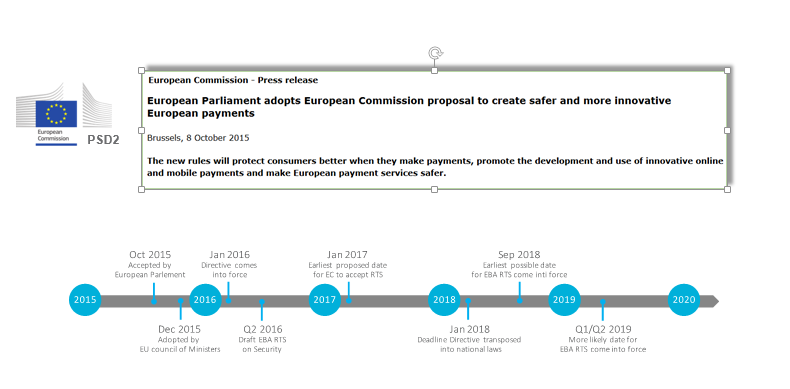 European Commission - Press release
European Parliament adopts European Commission proposal to create safer and more innovative
European payments
Brussels, 8 October 2015
The new rules will protect consumers better when they make payments, promote the development and use of innovative online
and mobile payments and make European payment services safer.
European
Commission
PSD2
Oct 2015
Accepted by
European Parlement
Jan 2016
Directive comes
into force
Jan 2017
Earliest proposed date
for EC to accept RTS
Sep 2018
Earliest possible date
for EBA RTS come inti force
2015
2016
2017
2018
2019
2020
Dec 2015
Adopted by
EU council of Ministers
Q2 2016
Draft EBA RTS
on Security
Jan 2018
Deadline Directive transposed
into national laws
Q1/Q2 2019
More likely date for
EBA RTS come into force